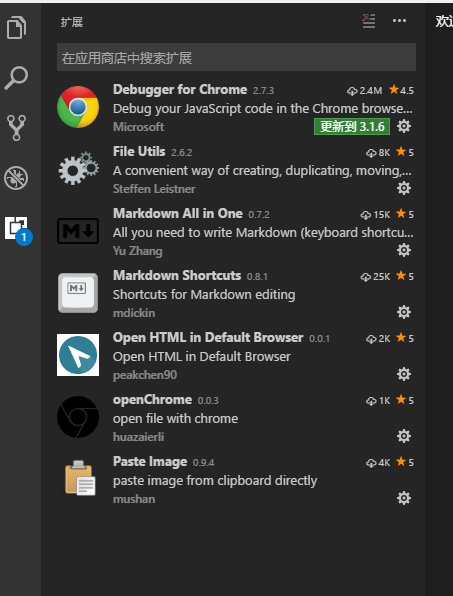 扩展
欢迎
在应用商店中搜索扩展
Debugger for Chrome 2.7.3 2.4M 4.5
Debug your JavaScript code in the Chrome browse...
Microsoft 更新到 3.1.6
File Utils 2.6.2 8K 5
A convenient way of creating, duplicating, moving,...
Steffen Leistner
Markdown All in One 0.7.2 15K 5
All you need to write Markdown (keyboard shortcu...
Yu Zhang
Markdown Shortcuts 0.8.1 25K 5
Shortcuts for Markdown editing
mdickin
Open HTML in Default Browser 0.0.1 2K 5
Open HTML in Default Browser
peakchen90
openChrome 0.0.3 1K 5
open file with chrome
huazaierli
Paste Image 0.9.4 4K 5
paste image from clipboard directly
mushan
1
M↓
M↓